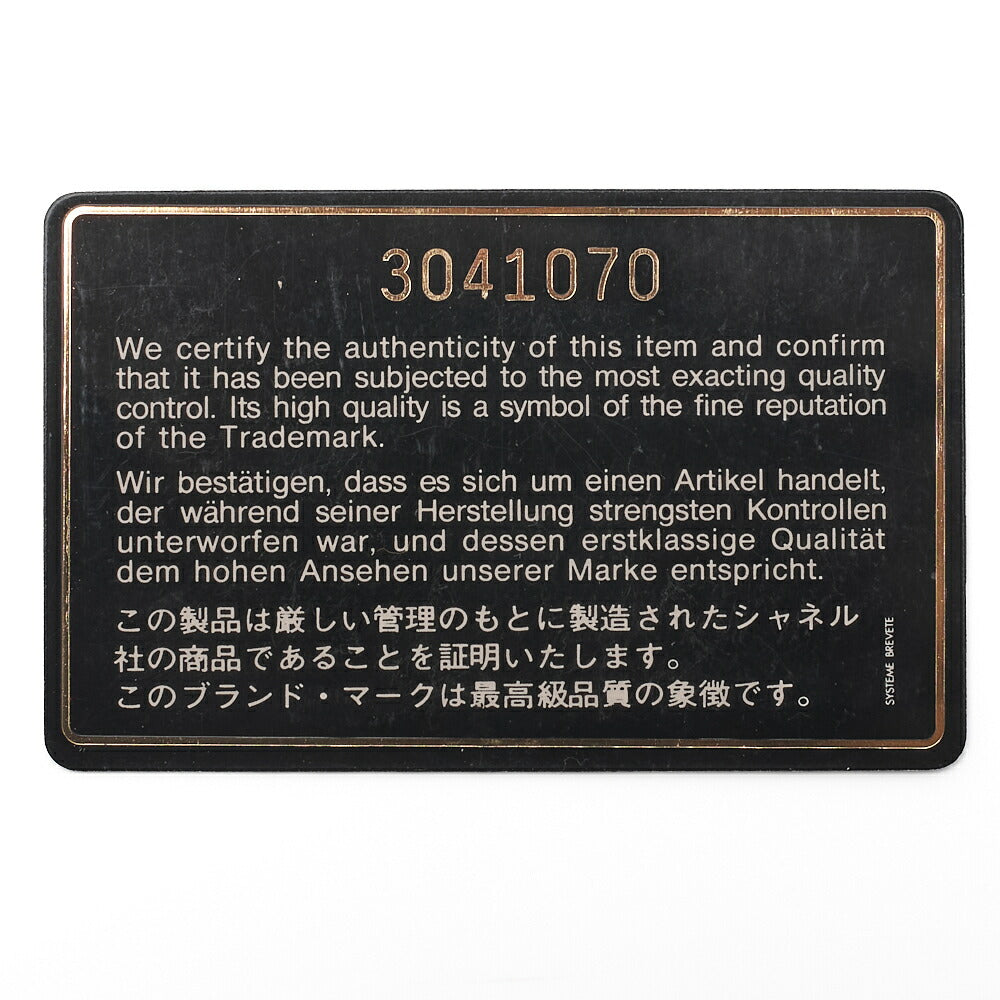 3041070
We certify the authenticity of this item and confirm
that it has been subjected to the most exacting quality
control. Its high quality is a symbol of the fine reputation
of the Trademark.
Wir bestätigen, dass es sich um einen Artikel handelt,
der während seiner Herstellung strengsten Kontrollen
unterworfen war, und dessen erstklassige Qualität
dem hohen Ansehen unserer Marke entspricht.
この製品は厳しい管理のもとに製造されたシャネル
社の商品であることを証明いたします。
このブランド・マークは最高級品質の象徴です。
SYSTEME BREVETE